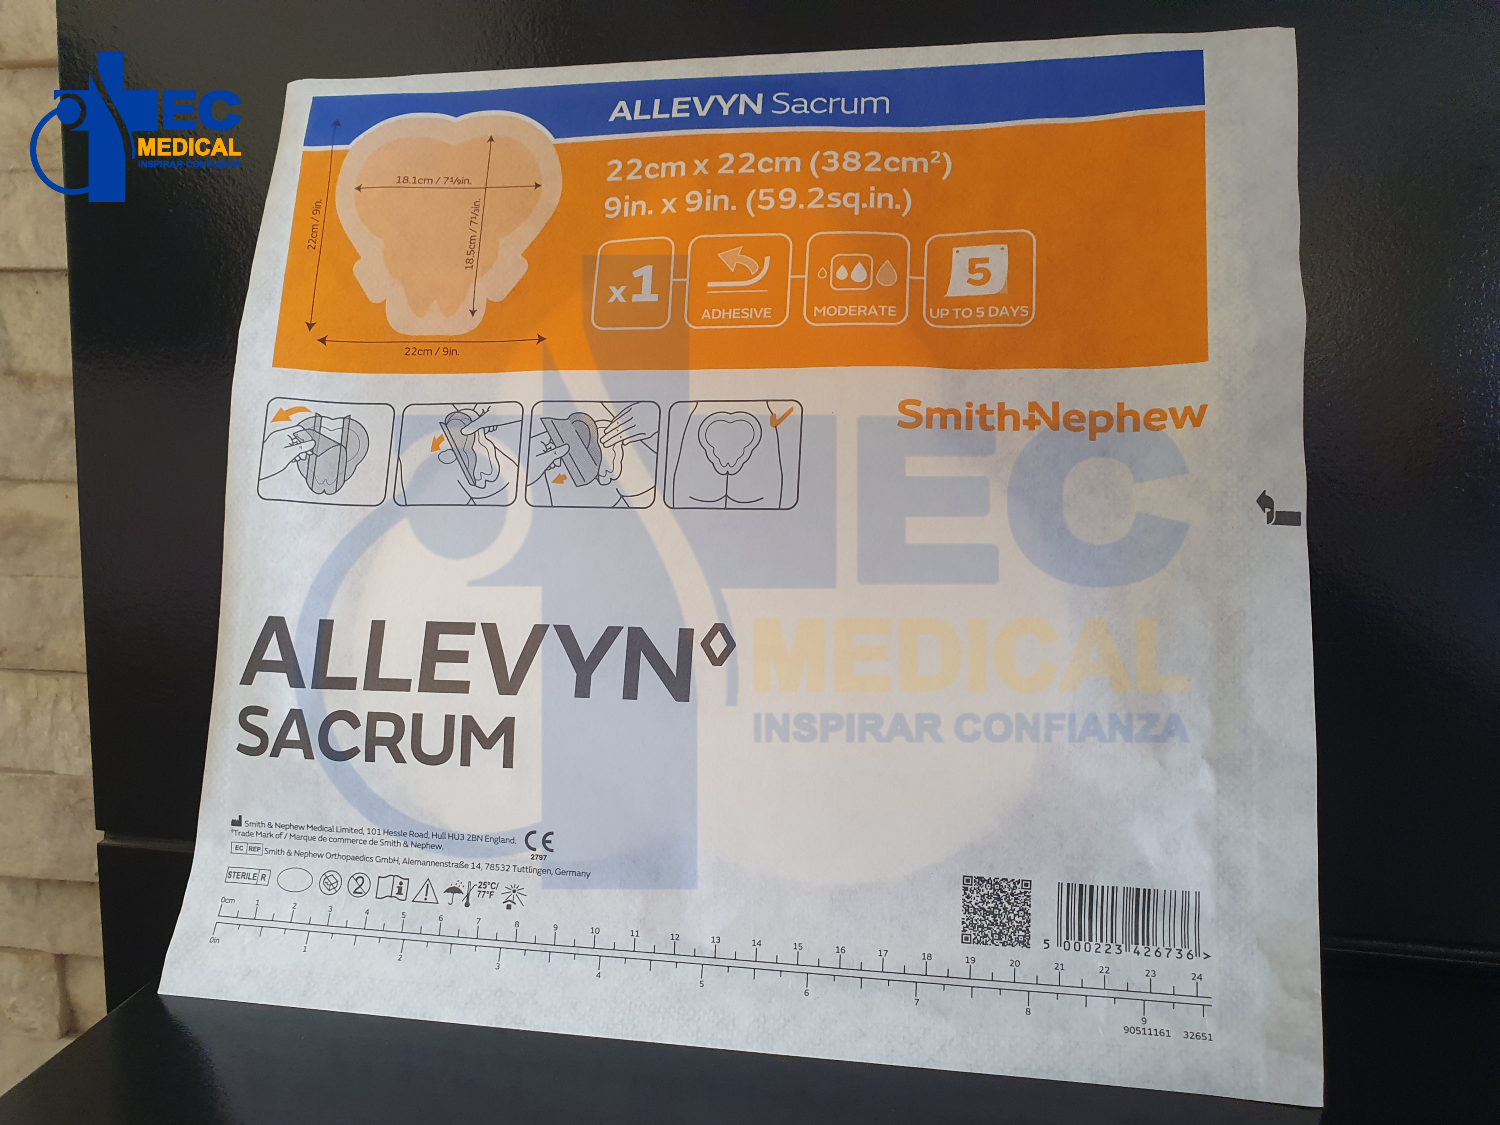 EC
MEDICAL
INSPIRAR CONFIANZA
ALLEVYN Sacrum
22cm x 22cm (382cm²)
9in. x 9in. (59.2sq.in.)
18.1cm / 7⅛in.
22cm / 9in.
18.5cm /
22cm / 9in.
x1
ADHESIVE
MODERATE
5
UP TO 5 DAYS
Smith+Nephew
EC
MEDICAL
INSPIRAR CONFIANZA
ALLEVYN◊
SACRUM
Smith & Nephew Medical Limited, 101 Hessle Road, Hull HU3 2BN England.
◊Trade Mark of / Marque de commerce de Smith & Nephew.
CE
2797
EC REP Smith & Nephew Orthopaedics GmbH, Alemannenstraße 14, 78532 Tuttlingen, Germany
STERILE R
2
i
25°C/
77°F
0cm 1 2 3 4 5 6 7 8 9 10 11 12 13 14 15 16 17 18 19 20 21 22 23 24
0in 1 2 3 4 5 6 7 8 9
5 000223 426736 >
90511161 32651